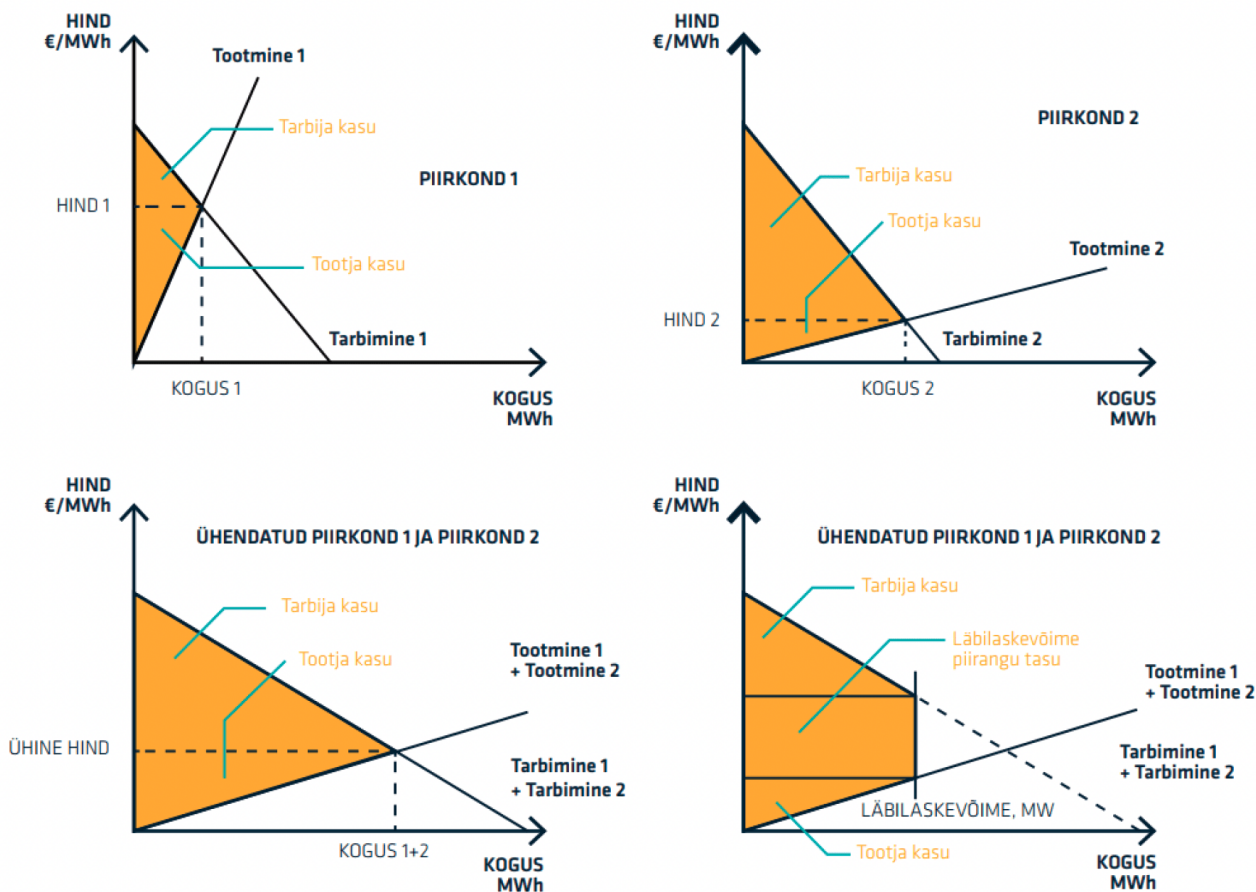 HIND
€/MWh
Tootmine 1
Tarbija kasu
PIIRKOND 1
HIND 1
Tootja kasu
Tarbimine 1
KOGUS 1
KOGUS
MWh
HIND
€/MWh
PIIRKOND 2
Tarbija kasu
Tootja kasu
Tootmine 2
HIND 2
Tarbimine 2
KOGUS 2
KOGUS
MWh
HIND
€/MWh
ÜHENDATUD PIIRKOND 1 JA PIIRKOND 2
Tarbija kasu
Tootja kasu
Tootmine 1
+ Tootmine 2
ÜHINE HIND
Tarbimine 1
+ Tarbimine 2
KOGUS 1+2
KOGUS
MWh
HIND
€/MWh
ÜHENDATUD PIIRKOND 1 JA PIIRKOND 2
Tarbija kasu
Läbilaskevõime
piirangu tasu
Tootmine 1
+ Tootmine 2
Tarbimine 1
+ Tarbimine 2
LÄBILASKEVÕIME, MW
Tootja kasu
KOGUS
MWh